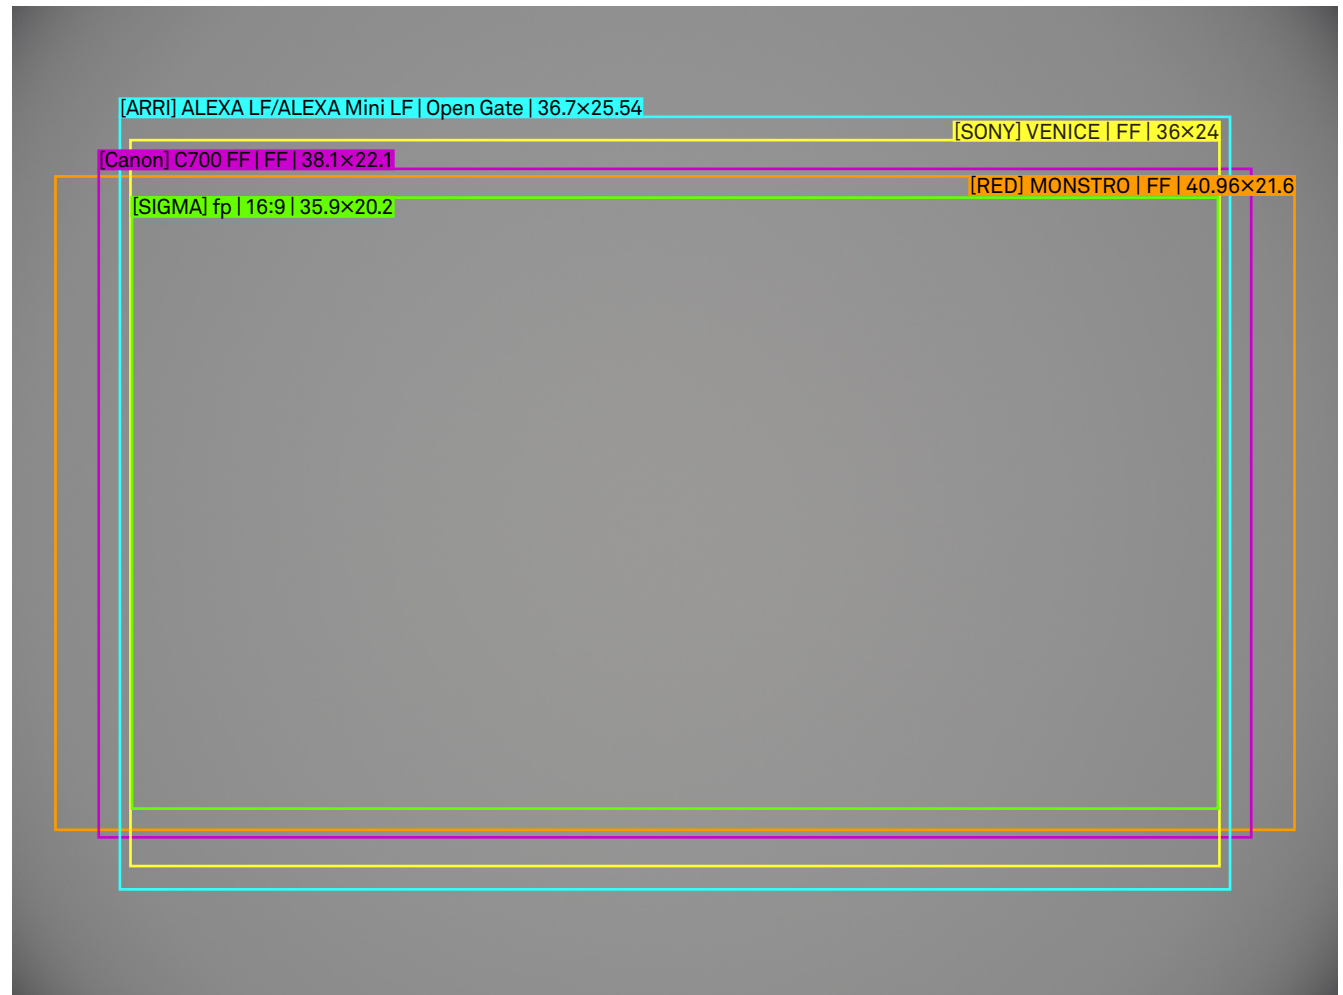 [ARRI] ALEXA LF/ALEXA Mini LF | Open Gate | 36.7×25.54
[SONY] VENICE | FF | 36×24
[Canon] C700 FF | FF | 38.1×22.1
[RED] MONSTRO | FF | 40.96×21.6
[SIGMA] fp | 16:9 | 35.9×20.2